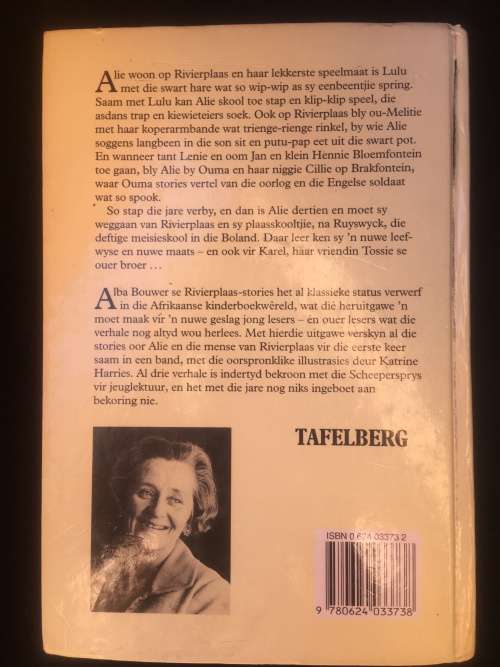 Alie woon op Rivierplaas en haar lekkerste speelmaat is Lulu
met die swart hare wat so wip-wip as sy eenbeentjie spring.
Saam met Lulu kan Alie skool toe stap en klip-klip speel, die
asdans trap en kiewieteiers soek. Ook op Rivierplaas bly ou-Melitie
met haar koperarmbande wat trienge-rienge rinkel, by wie Alie
soggens langbeen in die son sit en putu-pap eet uit die swart pot.
En wanneer tant Lenie en oom Jan en klein Hennie Bloemfontein
toe gaan, bly Alie by Ouma en haar niggie Cillie op Brakfontein,
waar Ouma stories vertel van die oorlog en die Engelse soldaat
wat so spook.
So stap die jare verby, en dan is Alie dertien en moet sy
weggaan van Rivierplaas en sy plaasskooltjie, na Ruyswyck, die
deftige meisieskool in die Boland. Daar leer ken sy 'n nuwe leef-
wyse en nuwe maats – en ook vir Karel, haar vriendin Tossie se
ouer broer ...
Alba Bouwer se Rivierplaas-stories het al klassieke status verwerf
in die Afrikaanse kinderboekwêreld, wat dié heruitgawe 'n
moet maak vir 'n nuwe geslag jong lesers – én ouer lesers wat die
verhale nog altyd wou herlees. Met hierdie uitgawe verskyn al die
stories oor Alie en die mense van Rivierplaas vir die eerste keer
saam in een band, met die oorspronklike illustrasies deur Katrine
Harries. Al drie verhale is indertyd bekroon met die Scheepersprys
vir jeuglektuur, en het met die jare nog niks ingeboet aan
bekoring nie.
TAFELBERG
ISBN 0 624 03373 2
9 780624 033738